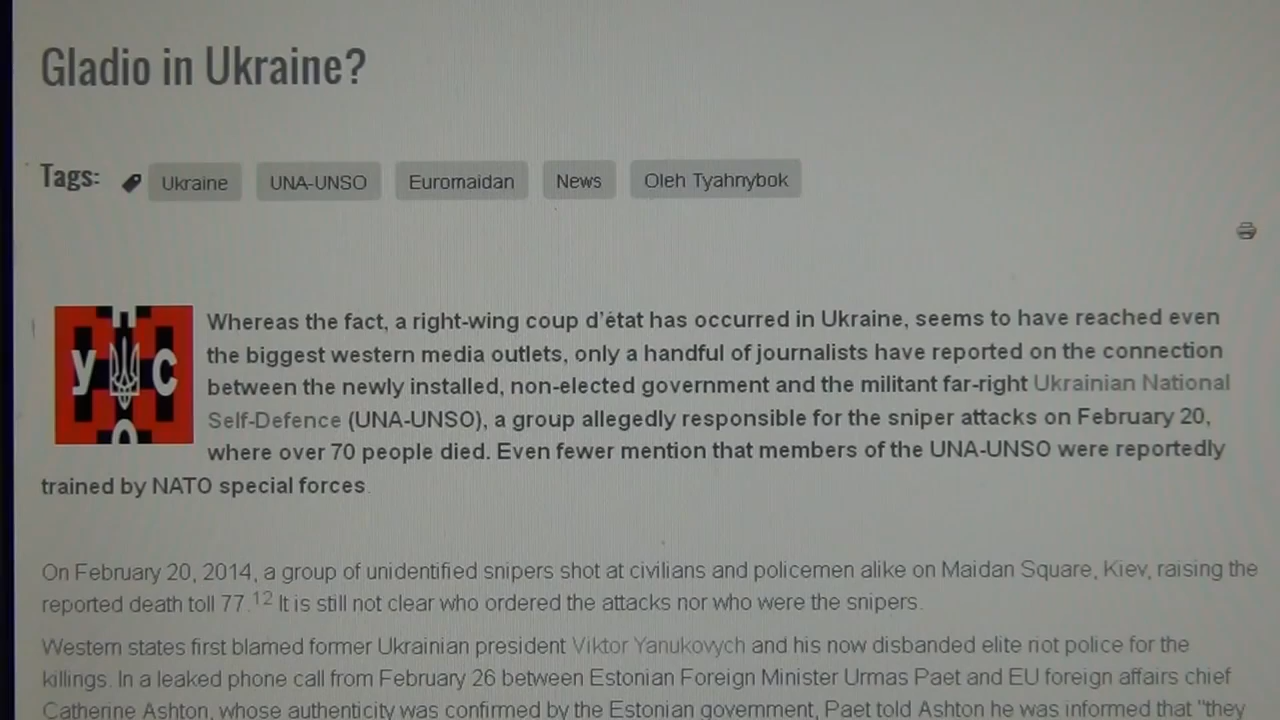 Gladio in Ukraine?
Tags: Ukraine UNA-UNSO Euromaidan News Oleh Tyahnybok
У С
О
Whereas the fact, a right-wing coup d'état has occurred in Ukraine, seems to have reached even
the biggest western media outlets, only a handful of journalists have reported on the connection
between the newly installed, non-elected government and the militant far-right Ukrainian National
Self-Defence (UNA-UNSO), a group allegedly responsible for the sniper attacks on February 20,
where over 70 people died. Even fewer mention that members of the UNA-UNSO were reportedly
trained by NATO special forces.
On February 20, 2014, a group of unidentified snipers shot at civilians and policemen alike on Maidan Square, Kiev, raising the
reported death toll 77.12 It is still not clear who ordered the attacks nor who were the snipers.
Western states first blamed former Ukrainian president Viktor Yanukovych and his now disbanded elite riot police for the
killings. In a leaked phone call from February 26 between Estonian Foreign Minister Urmas Paet and EU foreign affairs chief
Catherine Ashton, whose authenticity was confirmed by the Estonian government, Paet told Ashton he was informed that "they